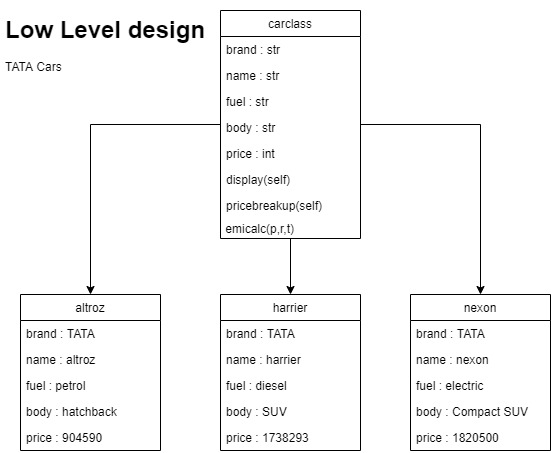 Low Level design
TATA Cars
carclass
brand : str
name : str
fuel : str
body : str
price : int
display(self)
pricebreakup(self)
emicalc(p,r,t)
altroz
brand : TATA
name : altroz
fuel : petrol
body : hatchback
price : 904590
harrier
brand : TATA
name : harrier
fuel : diesel
body : SUV
price : 1738293
nexon
brand : TATA
name : nexon
fuel : electric
body : Compact SUV
price : 1820500